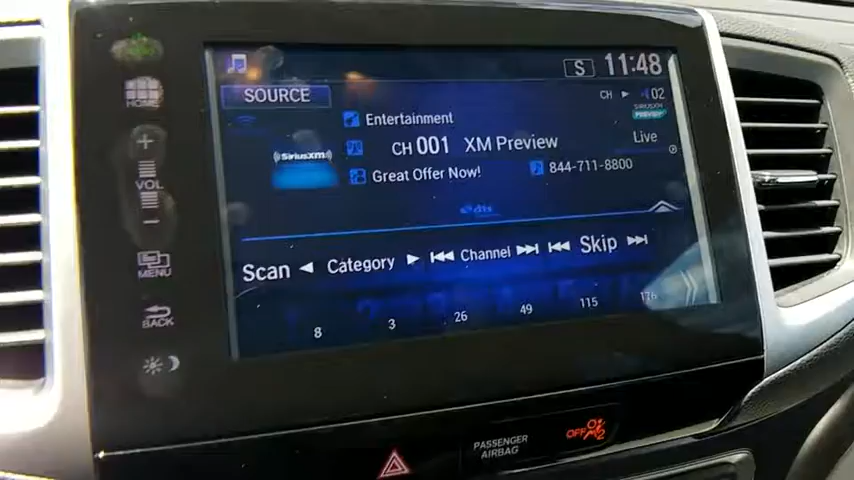 11:48
S
SOURCE
CH
02
SIRIUSXM
PREVIEW
Entertainment
Live
HOME
CH 001 XM Preview
SiriusXM
Great Offer Now!
844-711-8800
+
VOL
−
dts
Scan Category Channel Skip
MENU
BACK
8 3 26 49 115 176
PASSENGER
AIRBAG
OFF
2